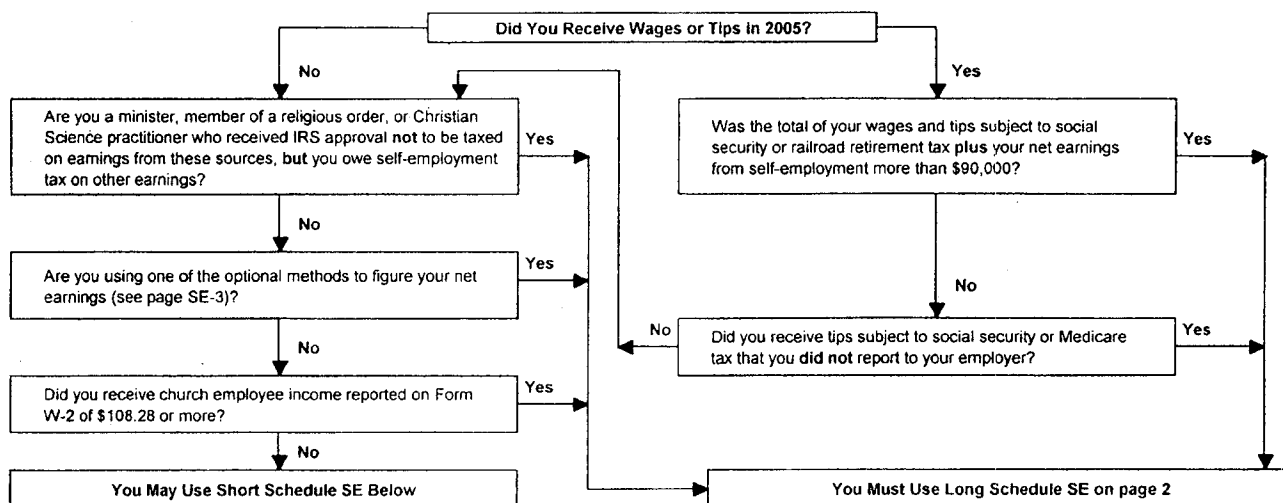 Did You Receive Wages or Tips in 2005?
No
Yes
Are you a minister, member of a religious order, or Christian
Science practitioner who received IRS approval not to be taxed
on earnings from these sources, but you owe self-employment
tax on other earnings?
Yes
Was the total of your wages and tips subject to social
security or railroad retirement tax plus your net earnings
from self-employment more than $90,000?
Yes
No
No
Are you using one of the optional methods to figure your net
earnings (see page SE-3)?
Yes
No
Did you receive tips subject to social security or Medicare
tax that you did not report to your employer?
Yes
No
Did you receive church employee income reported on Form
W-2 of $108.28 or more?
Yes
No
You May Use Short Schedule SE Below
You Must Use Long Schedule SE on page 2